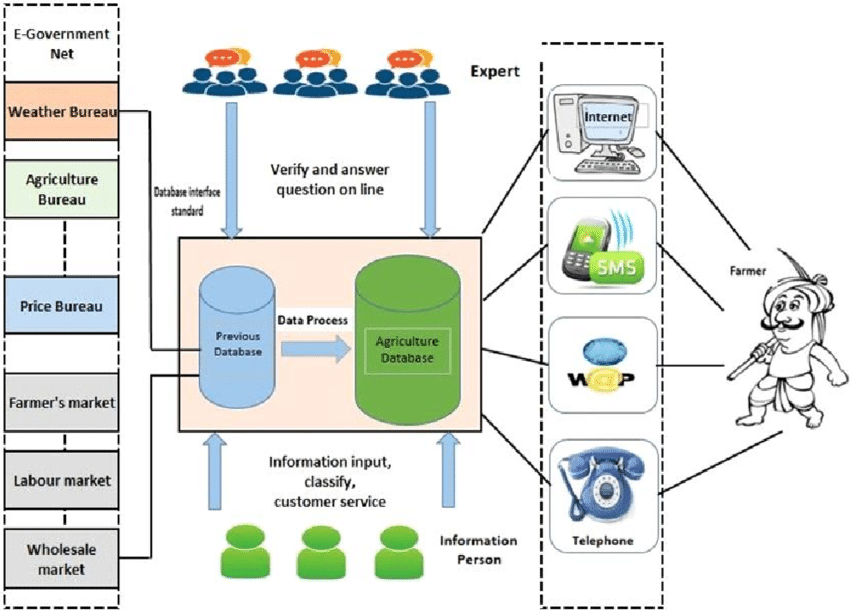 E-Government
Net
Weather Bureau
Agriculture
Bureau
Price Bureau
Farmer's market
Labour market
Wholesale
market
Expert
Verify and answer
question on line
Database interface
standard
Previous
Database
Data Process
Agriculture
Database
Information input,
classify,
customer service
Information
Person
Internet
SMS
W@P
Telephone
Farmer